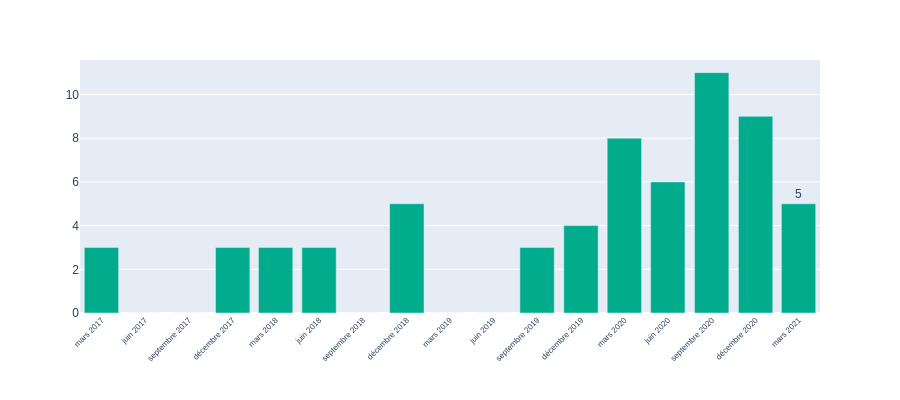 10
8
6
4
2
0
5
mars 2017
juin 2017
septembre 2017
décembre 2017
mars 2018
juin 2018
septembre 2018
décembre 2018
mars 2019
juin 2019
septembre 2019
décembre 2019
mars 2020
juin 2020
septembre 2020
décembre 2020
mars 2021